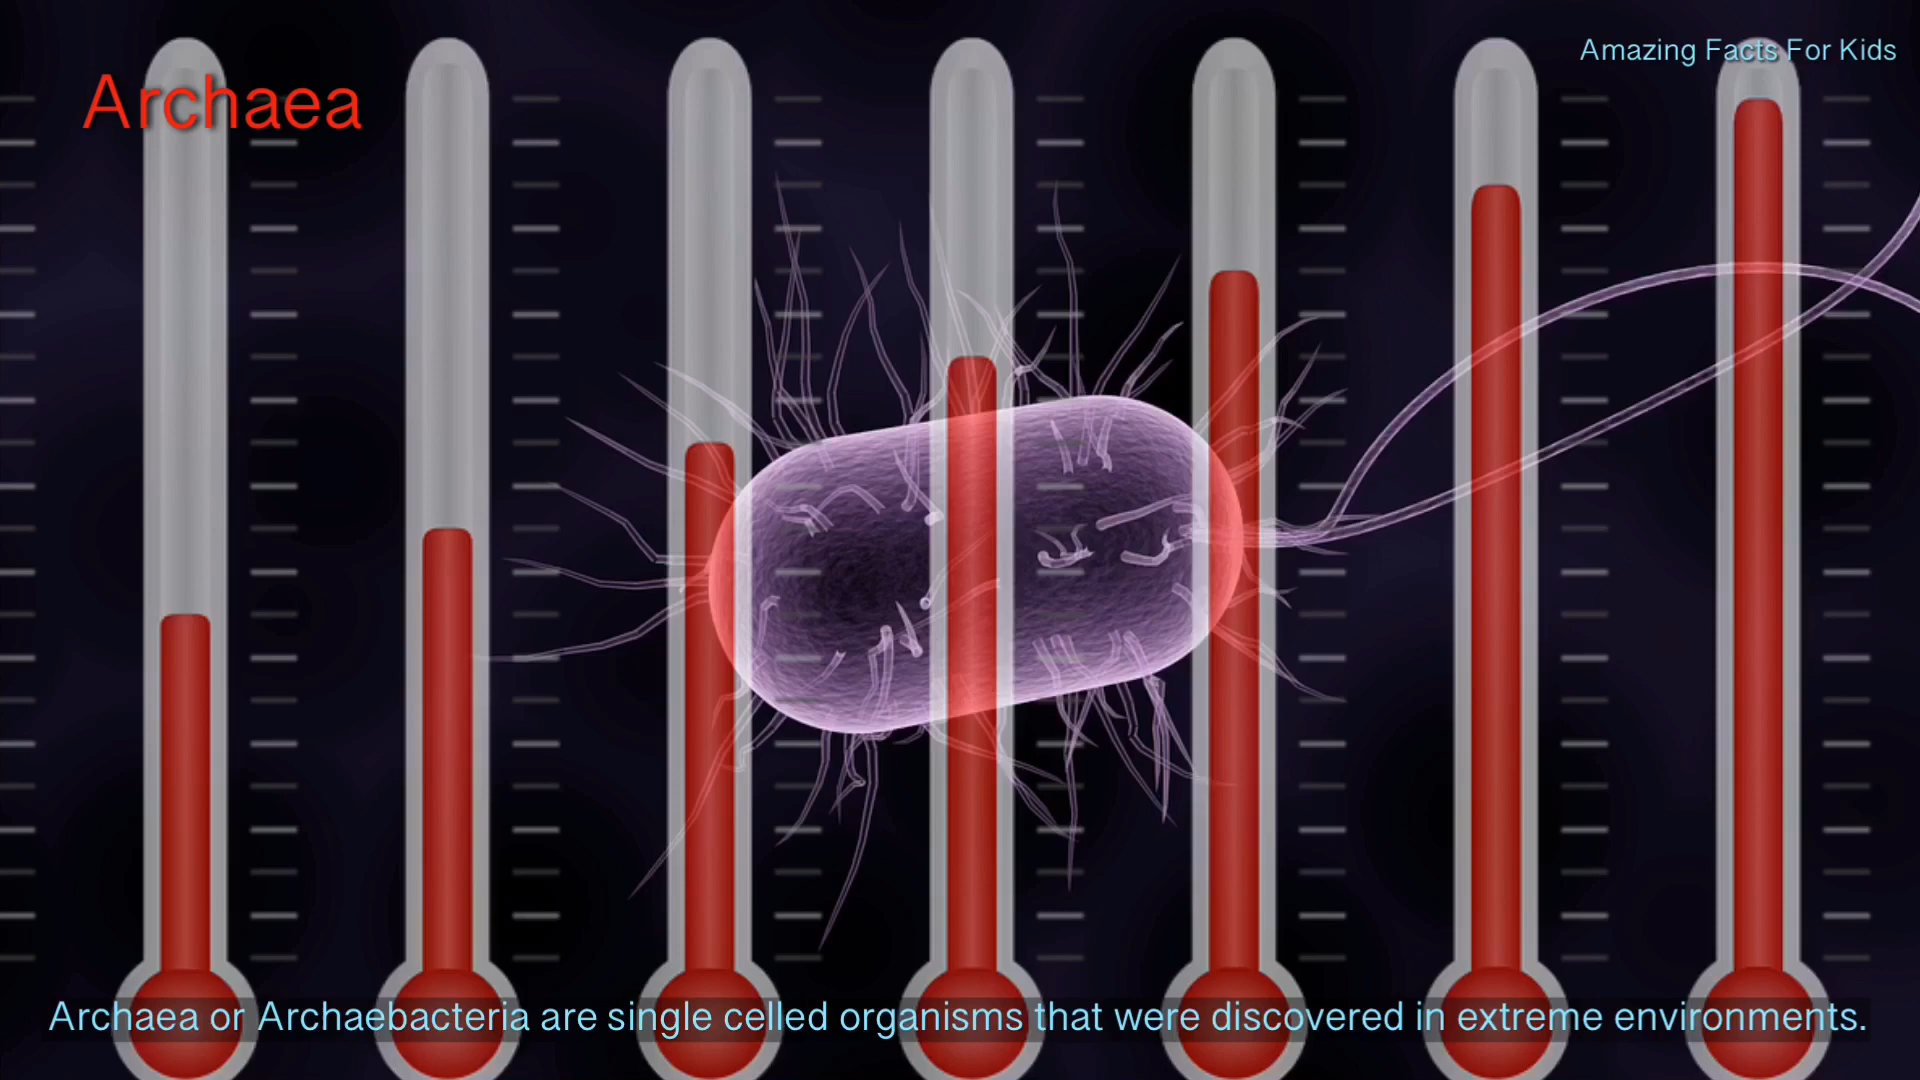 Amazing Facts For Kids
Archaea
Archaea or Archaebacteria are single celled organisms that were discovered in extreme environments.